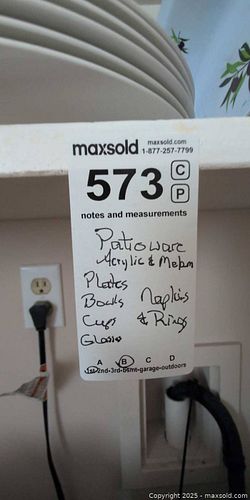 maxsold maxsold.com
1-877-257-7799
573 C
P
notes and measurements
Patioware
Acrylic & Melam
Plates
Bowls Napkins
Cups & Rings
Glasses
A B C D
1st-2nd-3rd-bsmt-garage-outdoors
Copyright 2025 - maxsold.com